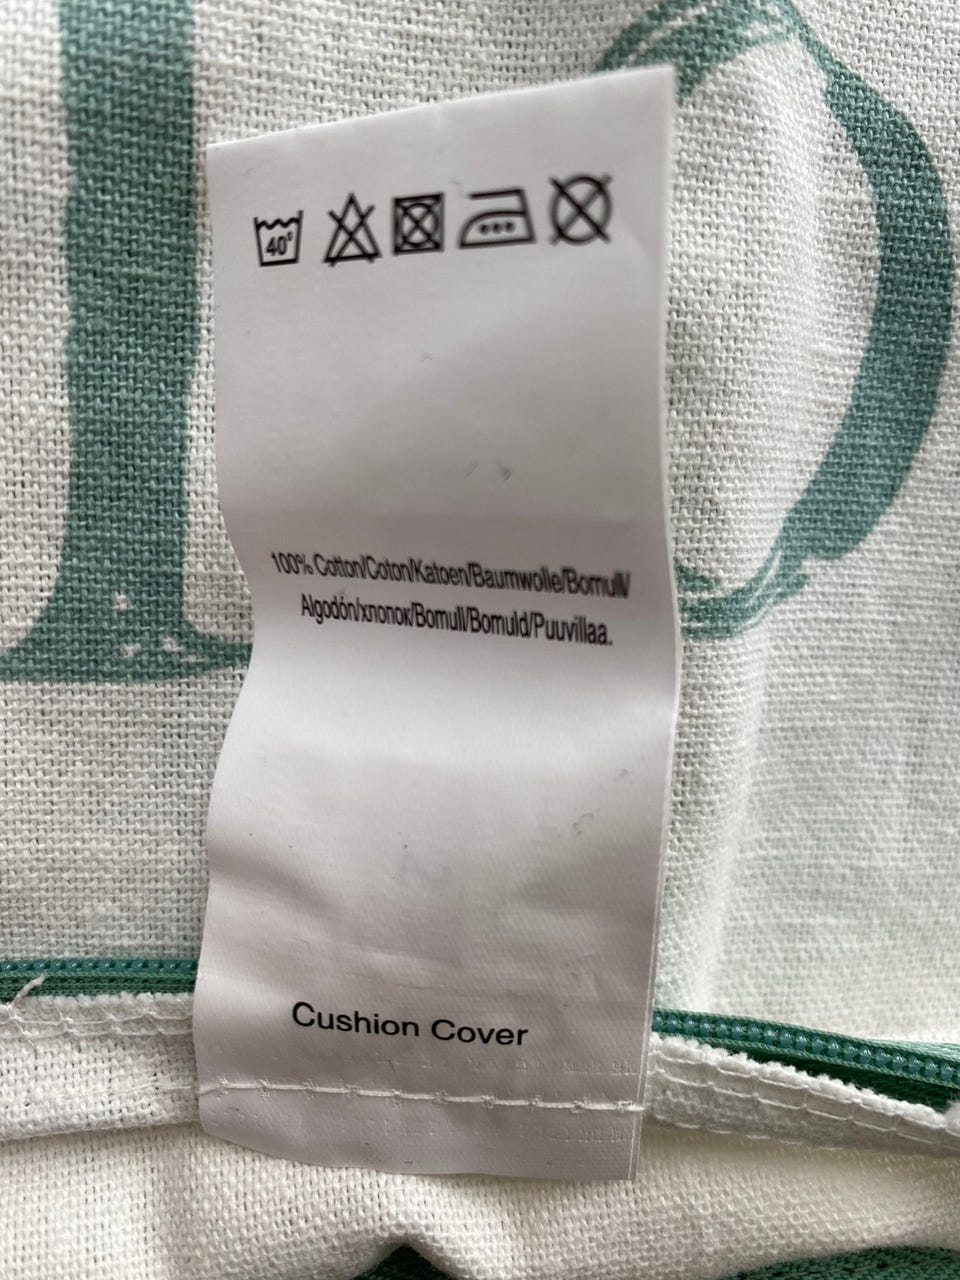 40°
100% Cotton/Coton/Katoen/Baumwolle/Bomull/
Algodón/хлопок/Bomull/Bomuld/Puuvillaa.
Cushion Cover